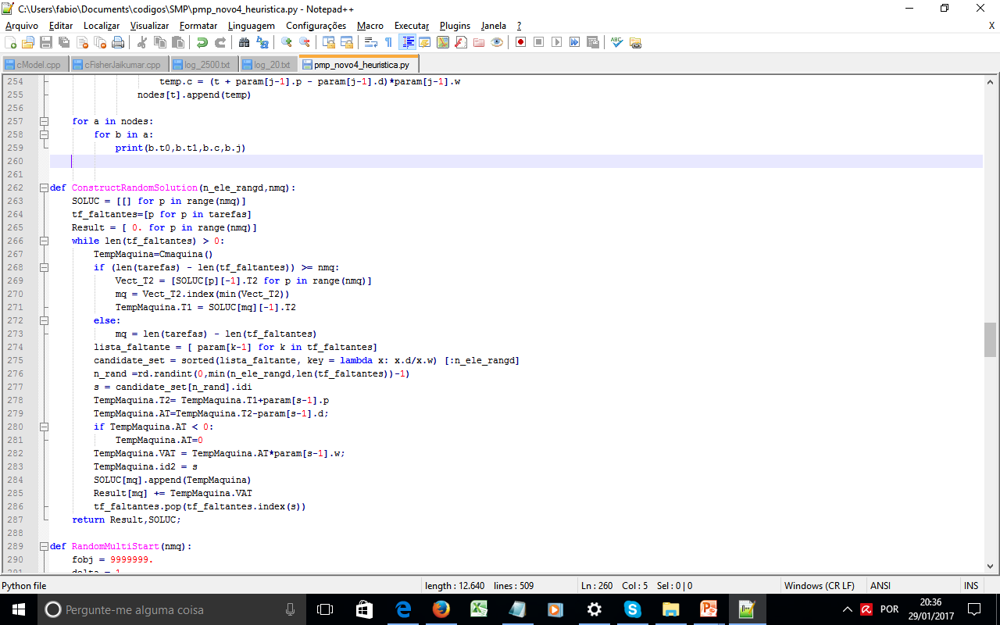 C:\Users\fabio\Documents\codigos\SMP\pmp_novo4_heuristica.py - Notepad++
Arquivo Editar Localizar Visualizar Formatar Linguagem Configurações Macro Executar Plugins Janela ? X
cModel.cpp cFisherJaikumar.cpp log_2500.txt log_20.txt pmp_novo4_heuristica.py
254 temp.c = (t + param[j-1].p - param[j-1].d)*param[j-1].w
255 nodes[t].append(temp)
256
257 for a in nodes:
258 for b in a:
259 print(b.t0,b.t1,b.c,b.j)
260
261
262 def ConstructRandomSolution(n_ele_rangd,nmq):
263 SOLUC = [[] for p in range(nmq)]
264 tf_faltantes=[p for p in tarefas]
265 Result = [ 0. for p in range(nmq)]
266 while len(tf_faltantes) > 0:
267 TempMaquina=Cmaquina()
268 if (len(tarefas) - len(tf_faltantes)) >= nmq:
269 Vect_T2 = [SOLUC[p][-1].T2 for p in range(nmq)]
270 mq = Vect_T2.index(min(Vect_T2))
271 TempMaquina.T1 = SOLUC[mq][-1].T2
272 else:
273 mq = len(tarefas) - len(tf_faltantes)
274 lista_faltante = [ param[k-1] for k in tf_faltantes]
275 candidate_set = sorted(lista_faltante, key = lambda x: x.d/x.w) [:n_ele_rangd]
276 n_rand =rd.randint(0,min(n_ele_rangd,len(tf_faltantes))-1)
277 s = candidate_set[n_rand].idi
278 TempMaquina.T2= TempMaquina.T1+param[s-1].p
279 TempMaquina.AT=TempMaquina.T2-param[s-1].d;
280 if TempMaquina.AT < 0:
281 TempMaquina.AT=0
282 TempMaquina.VAT = TempMaquina.AT*param[s-1].w;
283 TempMaquina.id2 = s
284 SOLUC[mq].append(TempMaquina)
285 Result[mq] += TempMaquina.VAT
286 tf_faltantes.pop(tf_faltantes.index(s))
287 return Result,SOLUC;
288
289 def RandomMultiStart(nmq):
290 fobj = 9999999.
291 delta = 1
Python file length : 12.640 lines : 509 Ln : 260 Col : 5 Sel : 0 | 0 Windows (CR LF) ANSI INS
Pergunte-me alguma coisa POR 20:36
29/01/2017